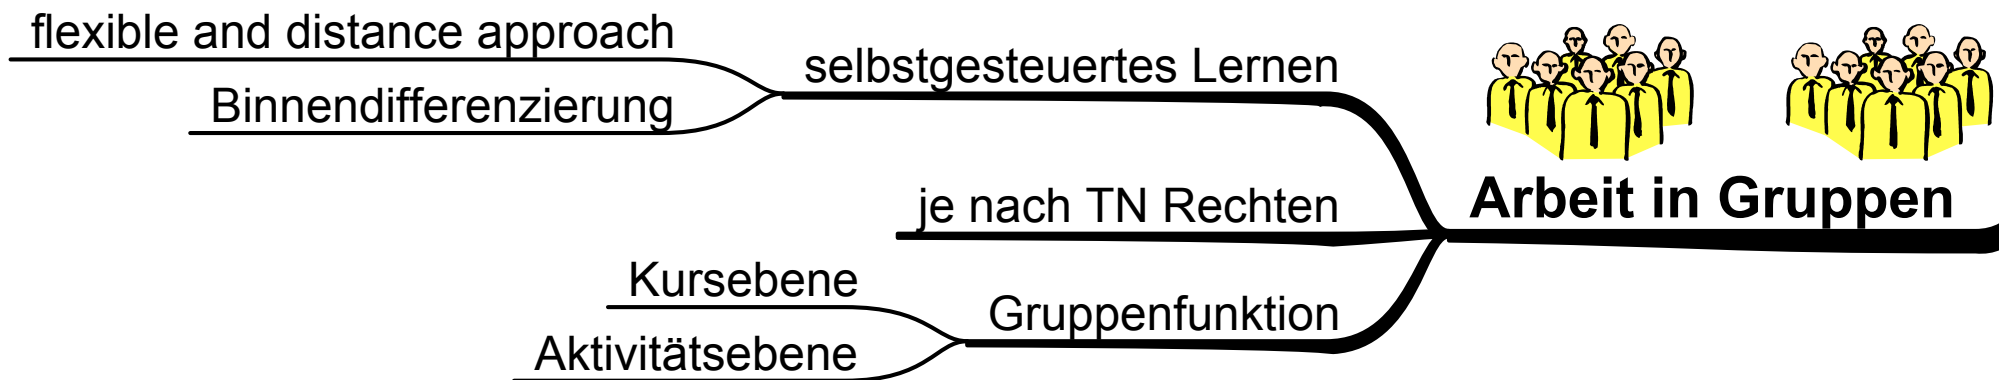 flexible and distance approach
Binnendifferenzierung
selbstgesteuertes Lernen
je nach TN Rechten
Kursebene
Aktivitätsebene
Gruppenfunktion
Arbeit in Gruppen